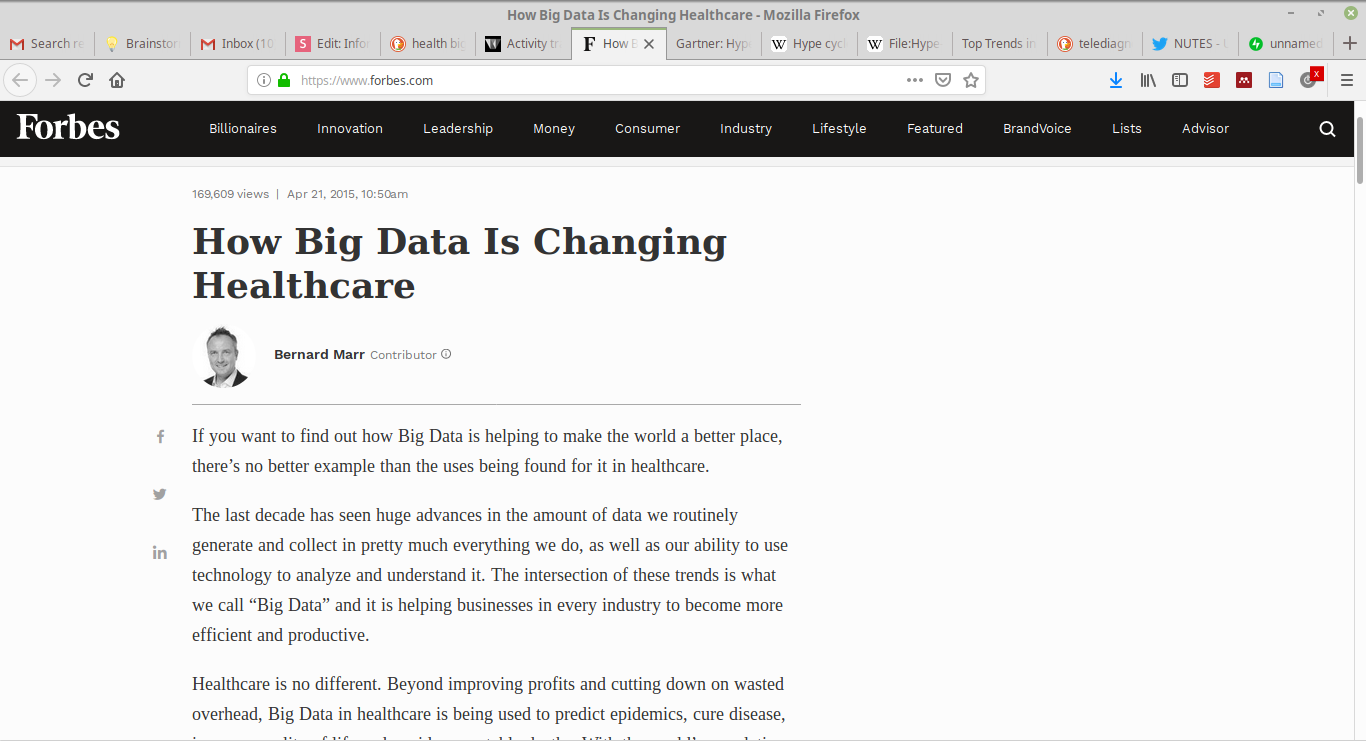 How Big Data Is Changing Healthcare - Mozilla Firefox
Search re
Brainstor
Inbox (10
S
Edit: Infor
health big
W
Activity tr
F
How B
Gartner: Hype
W
Hype cycl
W
File:Hype
Top Trends in
telediagn
NUTES - U
unnamed
https://www.forbes.com
x
Forbes
Billionaires
Innovation
Leadership
Money
Consumer
Industry
Lifestyle
Featured
BrandVoice
Lists
Advisor
169,609 views | Apr 21, 2015, 10:50am
How Big Data Is Changing
Healthcare
Bernard Marr Contributor
If you want to find out how Big Data is helping to make the world a better place,
there’s no better example than the uses being found for it in healthcare.
The last decade has seen huge advances in the amount of data we routinely
generate and collect in pretty much everything we do, as well as our ability to use
technology to analyze and understand it. The intersection of these trends is what
we call “Big Data” and it is helping businesses in every industry to become more
efficient and productive.
Healthcare is no different. Beyond improving profits and cutting down on wasted
overhead, Big Data in healthcare is being used to predict epidemics, cure disease,